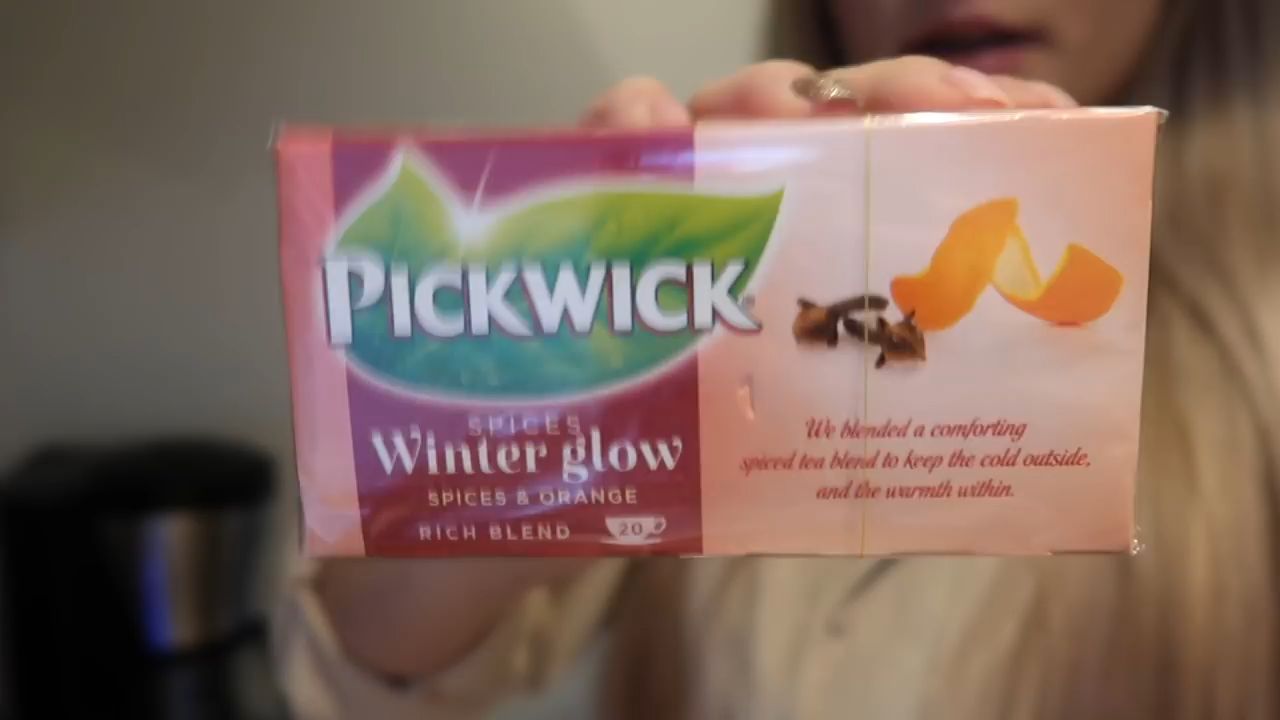 PICKWICK
SPICES
Winter glow
SPICES & ORANGE
RICH BLEND 20
We blended a comforting
spiced tea blend to keep the cold outside,
and the warmth within.